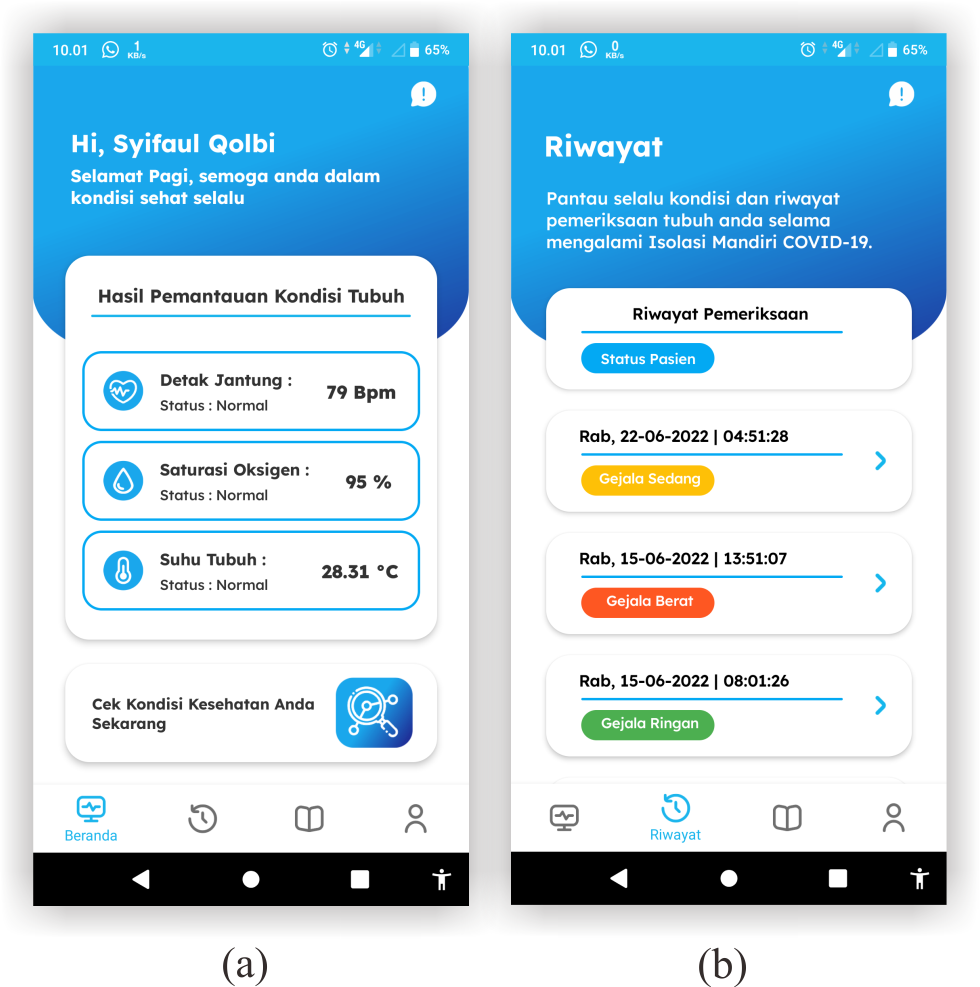 10.01 1 KB/s 4G 65%
Hi, Syifaul Qolbi
Selamat Pagi, semoga anda dalam
kondisi sehat selalu
Hasil Pemantauan Kondisi Tubuh
Detak Jantung :
Status : Normal
79 Bpm
Saturasi Oksigen :
Status : Normal
95 %
Suhu Tubuh :
Status : Normal
28.31 °C
Cek Kondisi Kesehatan Anda
Sekarang
Beranda
(a)
10.01 0 KB/s 4G 65%
Riwayat
Pantau selalu kondisi dan riwayat
pemeriksaan tubuh anda selama
mengalami Isolasi Mandiri COVID-19.
Riwayat Pemeriksaan
Status Pasien
Rab, 22-06-2022 | 04:51:28
Gejala Sedang
Rab, 15-06-2022 | 13:51:07
Gejala Berat
Rab, 15-06-2022 | 08:01:26
Gejala Ringan
Riwayat
(b)